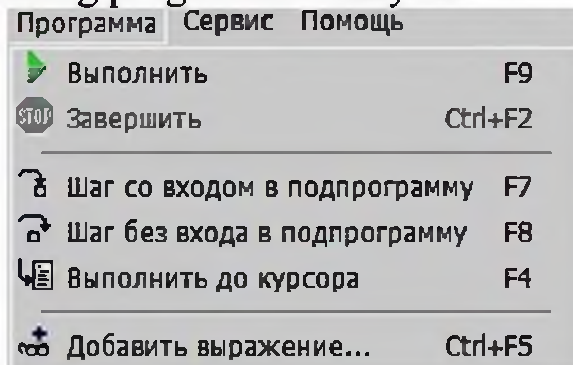 Программа Сервис Помощь
Выполнить F9
STOP Завершить Ctrl+F2
Шаг со входом в подпрограмму F7
Шаг без входа в подпрограмму F8
Выполнить до курсора F4
Добавить выражение... Ctrl+F5